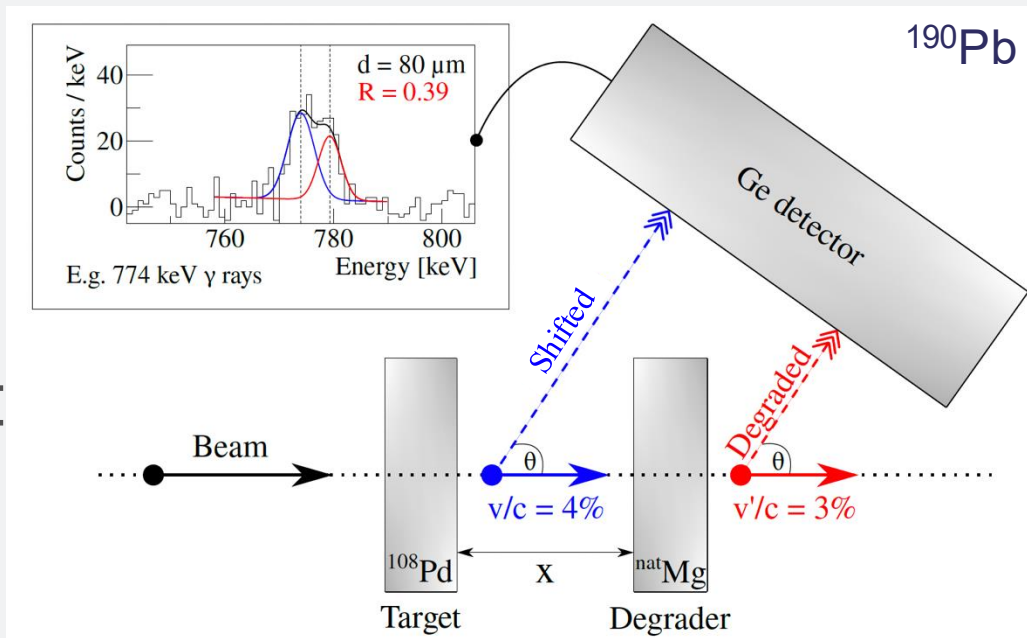 ¹⁹⁰Pb
Counts / keV
40
20
0
d = 80 µm
R = 0.39
760
780
800
Energy [keV]
E.g. 774 keV γ rays
Ge detector
Shifted
Degraded
Beam
θ
θ
v/c = 4%
v'/c = 3%
¹⁰⁸Pd
x
ⁿᵃᵗMg
Target
Degrader